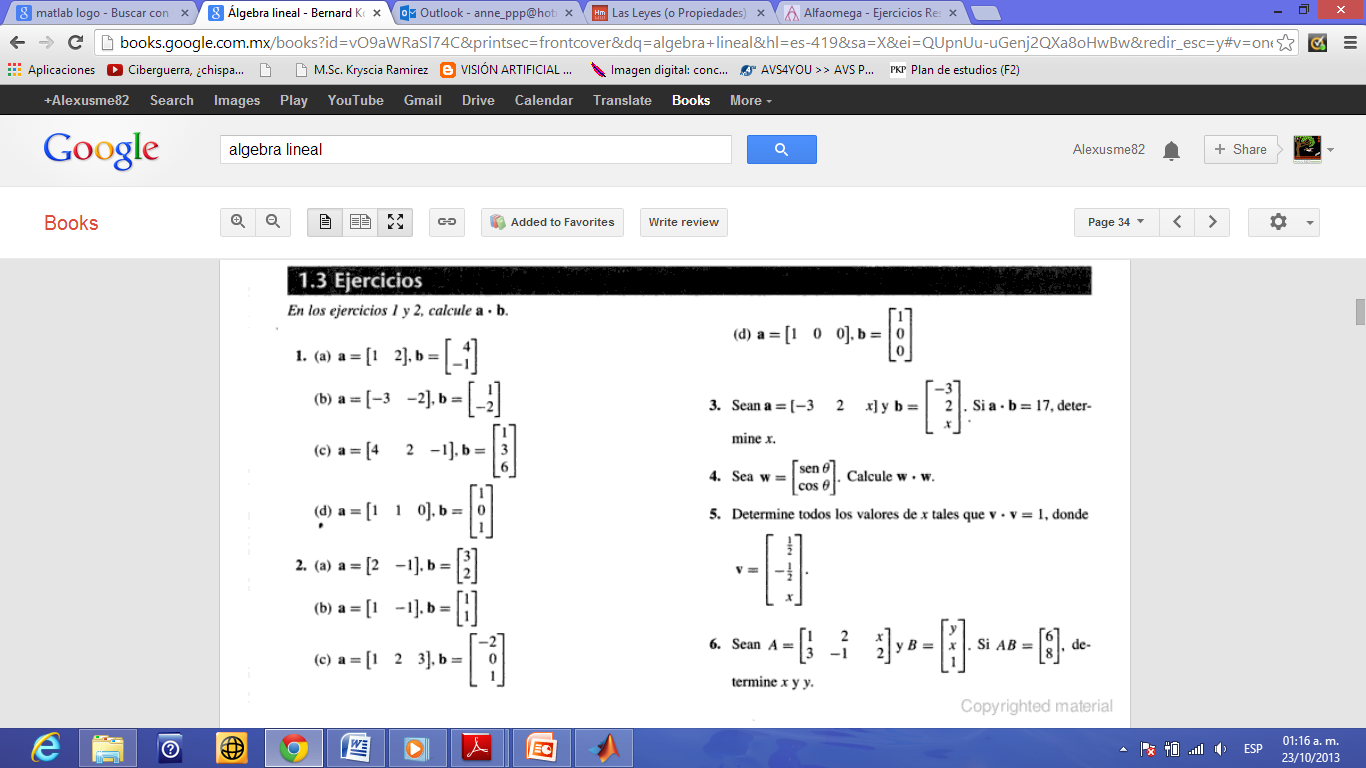 matlab logo - Buscar con
Álgebra lineal - Bernard Ko
Outlook - anne_ppp@hot
Las Leyes (o Propiedades)
Alfaomega - Ejercicios Res
books.google.com.mx/books?id=vO9aWRaSl74C&printsec=frontcover&dq=algebra+lineal&hl=es-419&sa=X&ei=QUpnUu-uGenj2QXa8oHwBw&redir_esc=y#v=one
Aplicaciones Ciberguerra, ¿chispa... M.Sc. Kryscia Ramirez VISIÓN ARTIFICIAL ... Imagen digital: conc... AVS4YOU >> AVS P... PKP Plan de estudios (F2)
+Alexusme82 Search Images Play YouTube Gmail Drive Calendar Translate Books More
Google algebra lineal Alexusme82 + Share
Books Added to Favorites Write review Page 34
1.3 Ejercicios
En los ejercicios 1 y 2, calcule a · b.
1. (a) a = [1 2], b = [4 -1]
(b) a = [-3 -2], b = [1 -2]
(c) a = [4 2 -1], b = [1 3 6]
(d) a = [1 1 0], b = [1 0 1]
2. (a) a = [2 -1], b = [3 2]
(b) a = [1 -1], b = [1 1]
(c) a = [1 2 3], b = [-2 0 1]
(d) a = [1 0 0], b = [1 0 0]
3. Sean a = [-3 2 x] y b = [-3 2 x]. Si a · b = 17, deter-
mine x.
4. Sea w = [sen θ cos θ]. Calcule w · w.
5. Determine todos los valores de x tales que v · v = 1, donde
v = [1/2 -1/2 x].
6. Sean A = [1 2 x 3 -1 2] y B = [y x 1]. Si AB = [6 8], de-
termine x y y.
Copyrighted material
ESP
01:16 a. m.
23/10/2013